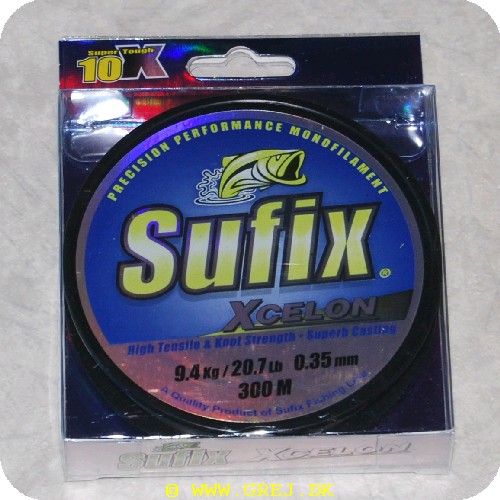 Super Tough
10X
PRECISION PERFORMANCE MONOFILAMENT
Sufix
®
XCELON
High Tensile & Knot Strength - Superb Casting
9.4 Kg / 20.7 Lb 0.35 mm
300 M
A Quality Product of Sufix Fishing
SUFIX XCELON
WWW.GREJ.DK